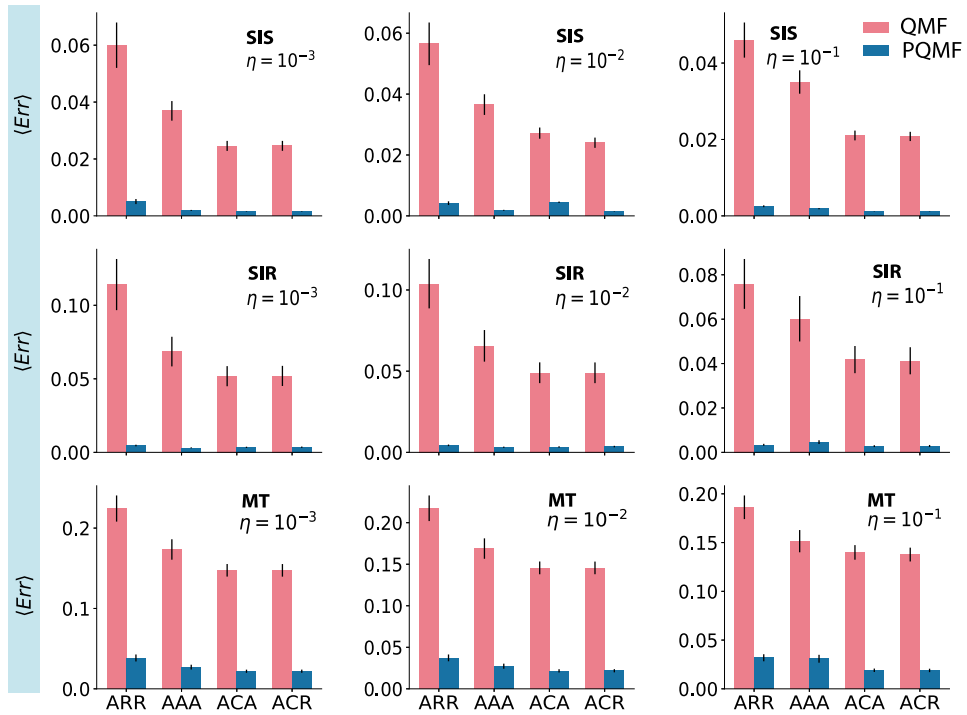 QMF
PQMF
⟨Err⟩
0.06
0.04
0.02
0.00
SIS
η = 10⁻³
0.06
0.04
0.02
0.00
SIS
η = 10⁻²
0.04
0.02
0.00
SIS
η = 10⁻¹
⟨Err⟩
0.10
0.05
0.00
SIR
η = 10⁻³
0.10
0.05
0.00
SIR
η = 10⁻²
0.08
0.06
0.04
0.02
0.00
SIR
η = 10⁻¹
⟨Err⟩
0.2
0.1
0.0
MT
η = 10⁻³
ARR AAA ACA ACR
0.20
0.15
0.10
0.05
0.00
MT
η = 10⁻²
ARR AAA ACA ACR
0.20
0.15
0.10
0.05
0.00
MT
η = 10⁻¹
ARR AAA ACA ACR